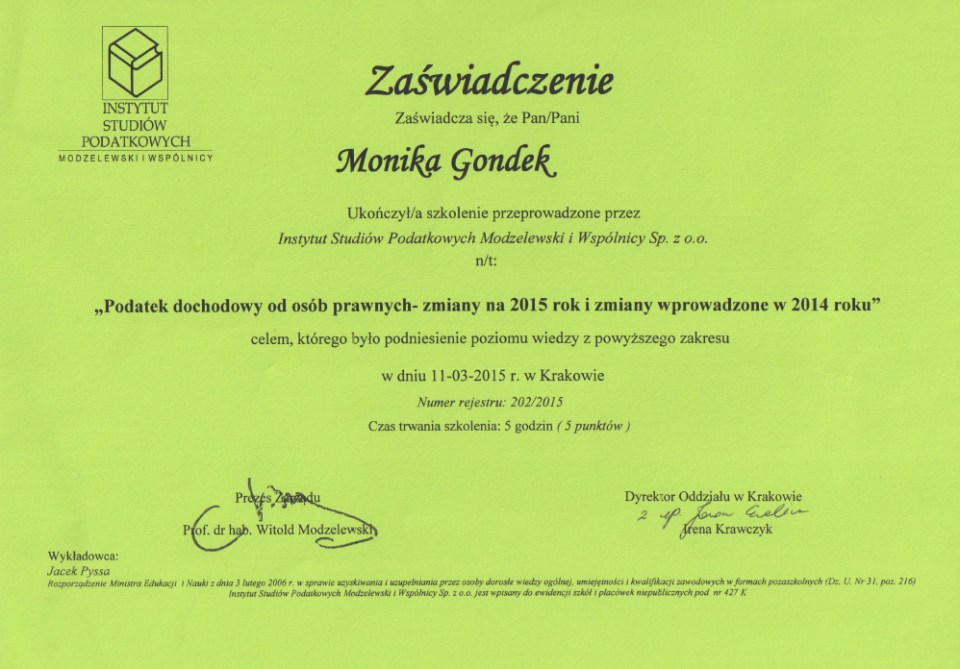 INSTYTUT
STUDIÓW
PODATKOWYCH
MODZELEWSKI I WSPÓLNICY
Zaświadczenie
Zaświadcza się, że Pan/Pani
Monika Gondek
Ukończył/a szkolenie przeprowadzone przez
Instytut Studiów Podatkowych Modzelewski i Wspólnicy Sp. z o.o.
n/t:
„Podatek dochodowy od osób prawnych- zmiany na 2015 rok i zmiany wprowadzone w 2014 roku”
celem, którego było podniesienie poziomu wiedzy z powyższego zakresu
w dniu 11-03-2015 r. w Krakowie
Numer rejestru: 202/2015
Czas trwania szkolenia: 5 godzin ( 5 punktów )
Prezes Zarządu
Prof. dr hab. Witold Modzelewski
Dyrektor Oddziału w Krakowie
Irena Krawczyk
Wykładowca:
Jacek Pyssa
Rozporządzenie Ministra Edukacji i Nauki z dnia 3 lutego 2006 r. w sprawie uzyskiwania i uzupełniania przez osoby dorosłe wiedzy ogólnej, umiejętności i kwalifikacji zawodowych w formach pozaszkolnych (Dz. U. Nr 31, poz. 216)
Instytut Studiów Podatkowych Modzelewski i Wspólnicy Sp. z o.o. jest wpisany do ewidencji szkół i placówek niepublicznych pod nr 427 K